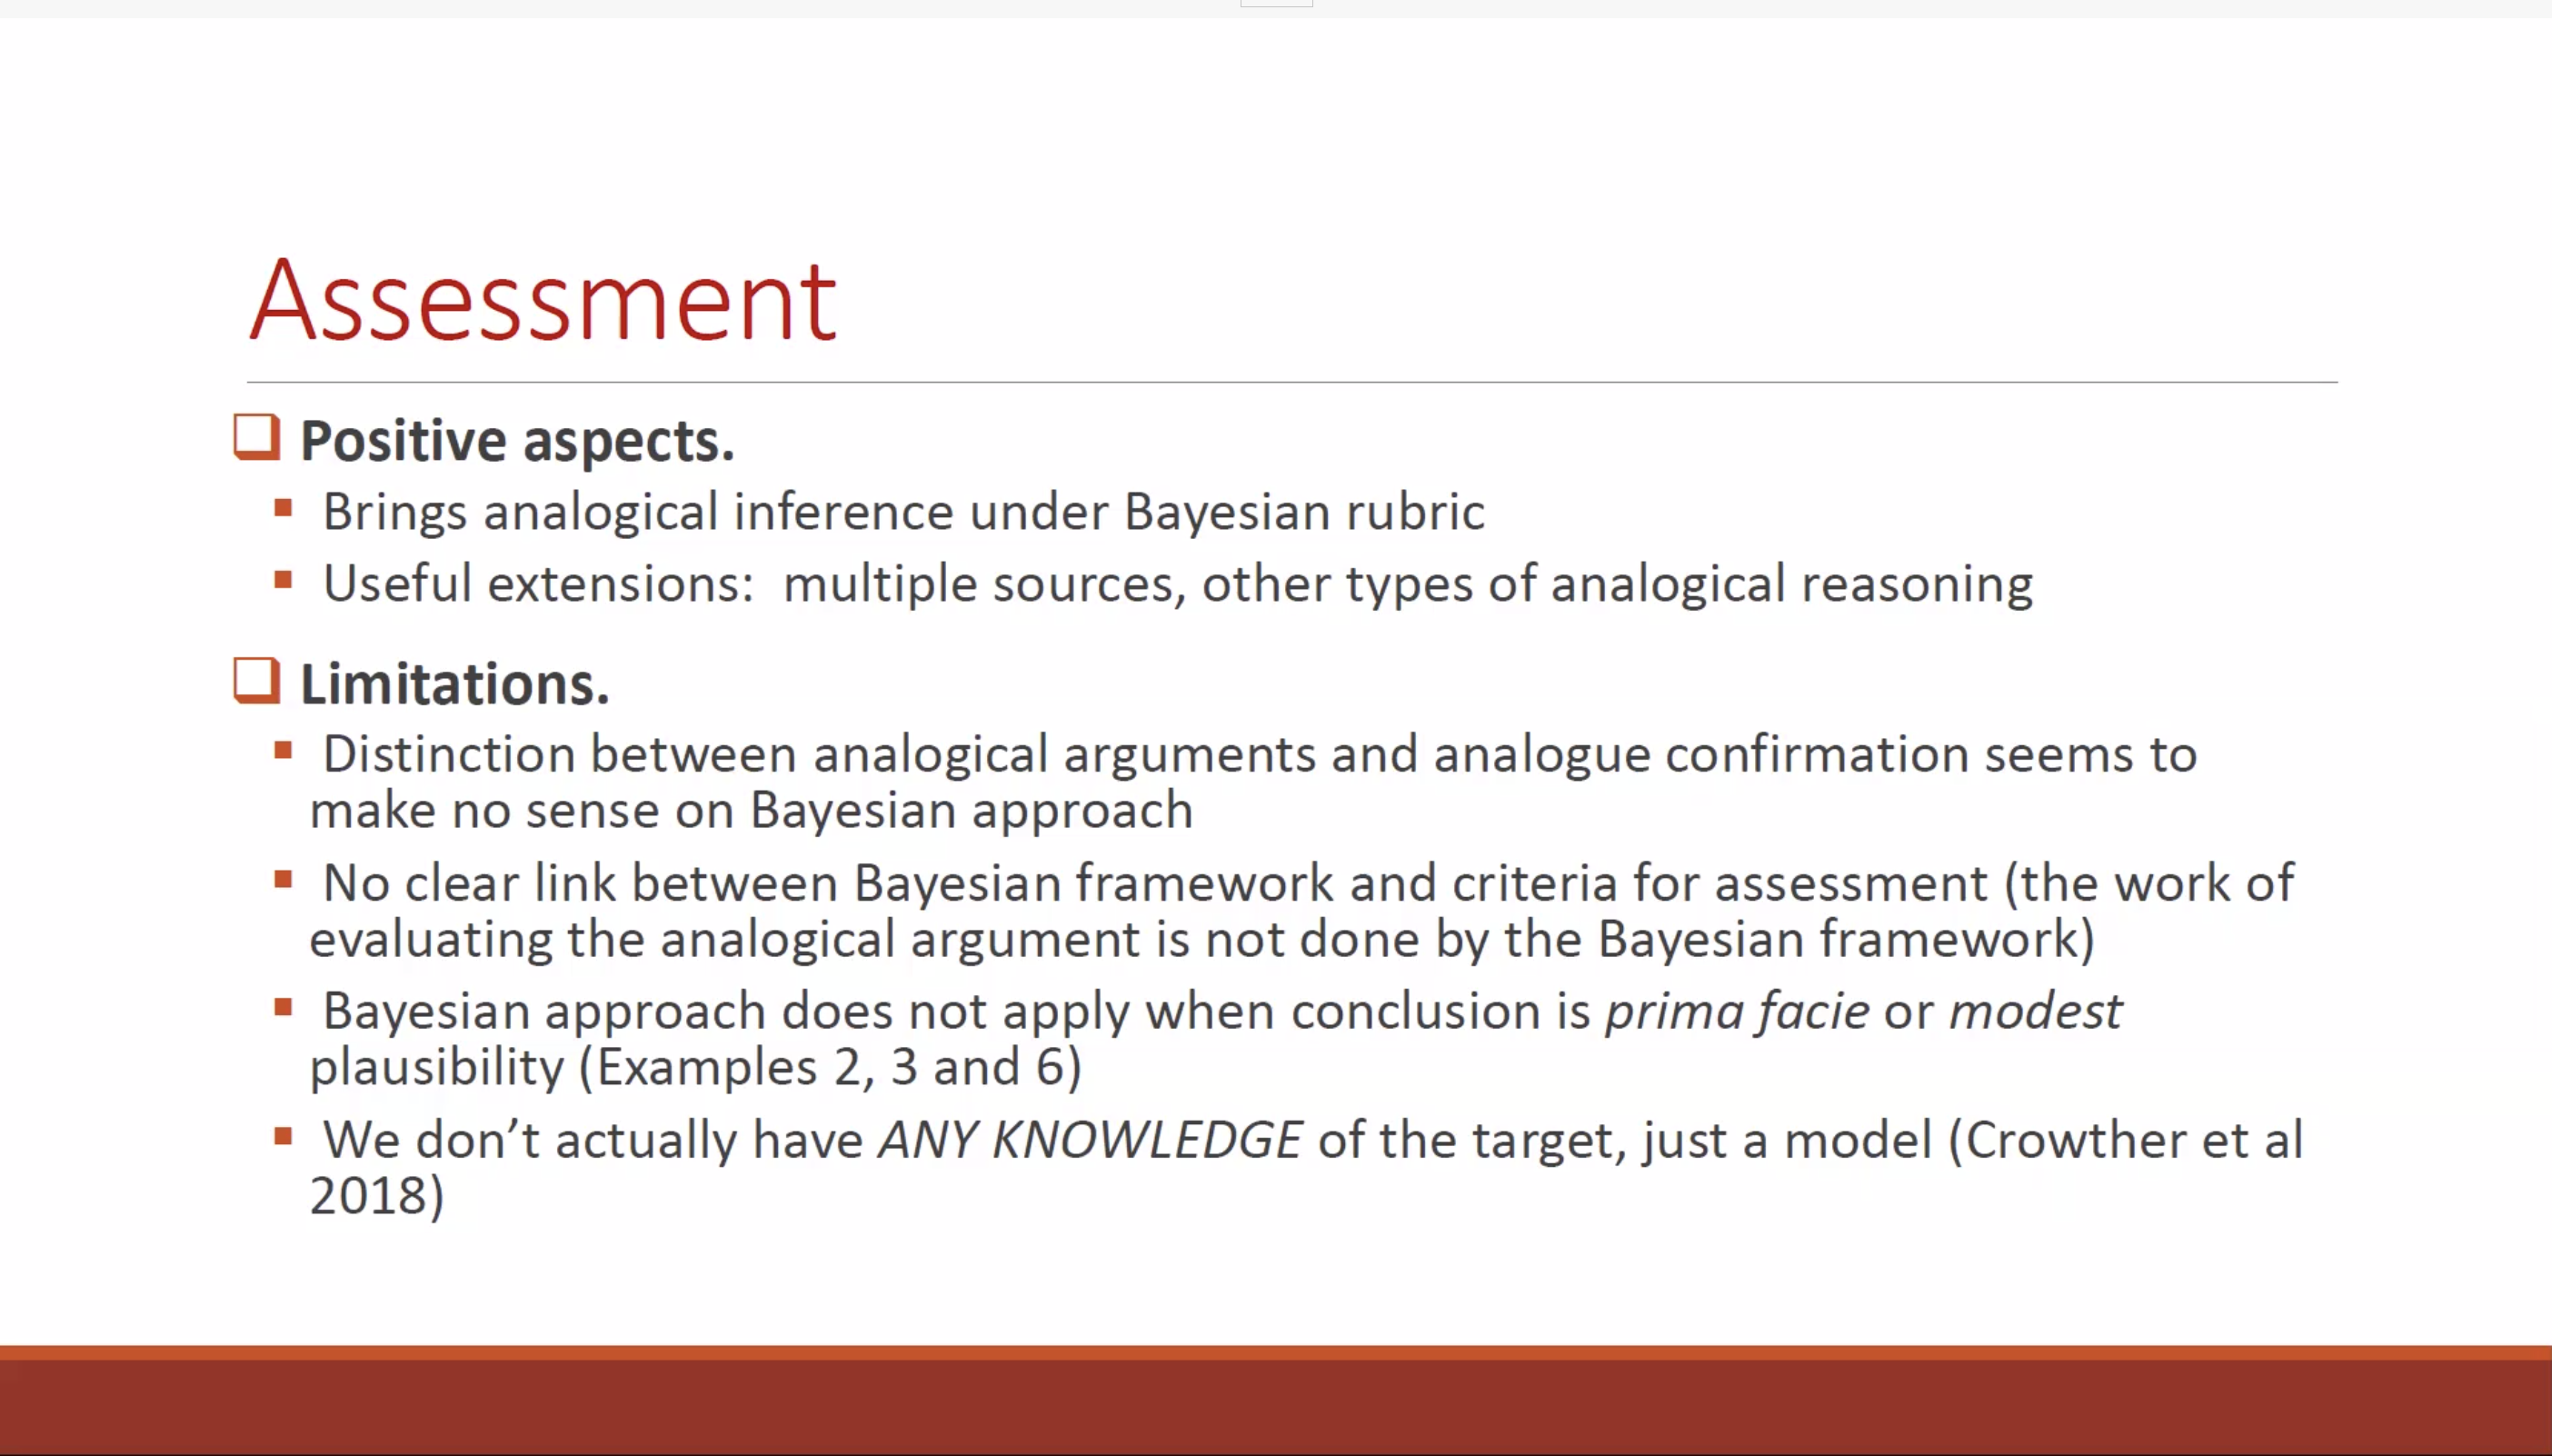 Assessment
Positive aspects.
Brings analogical inference under Bayesian rubric
Useful extensions:  multiple sources, other types of analogical reasoning
Limitations.
Distinction between analogical arguments and analogue confirmation seems to
make no sense on Bayesian approach
No clear link between Bayesian framework and criteria for assessment (the work of
evaluating the analogical argument is not done by the Bayesian framework)
Bayesian approach does not apply when conclusion is prima facie or modest
plausibility (Examples 2, 3 and 6)
We don’t actually have ANY KNOWLEDGE of the target, just a model (Crowther et al
2018)